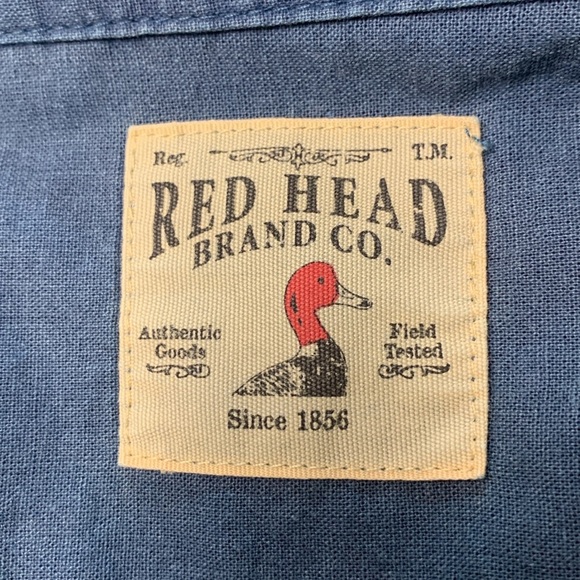 Reg. T.M.
RED HEAD
BRAND CO.
Authentic Field
Goods Tested
Since 1856